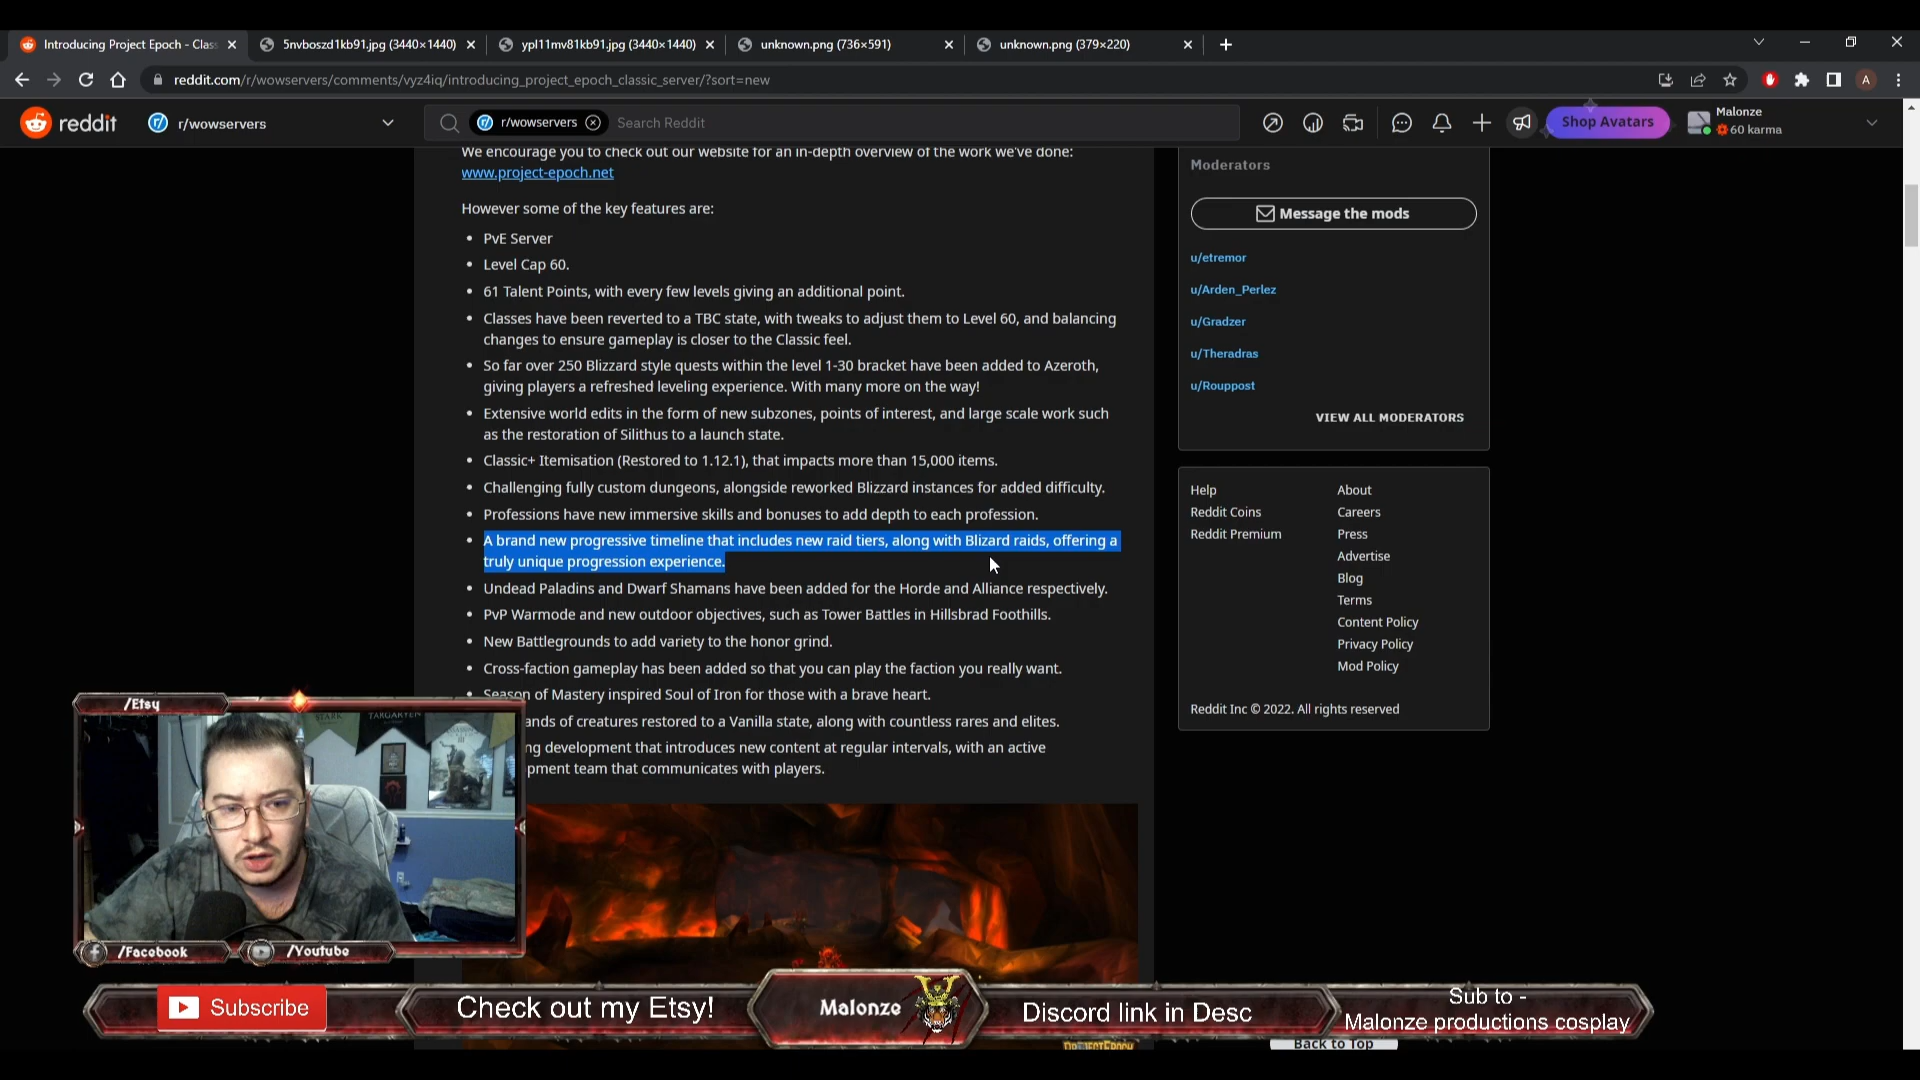 Introducing Project Epoch - Clas
5nvboszd1kb91.jpg (3440×1440)
ypl11mv81kb91.jpg (3440×1440)
unknown.png (736×591)
unknown.png (379×220)
reddit.com/r/wowservers/comments/vyz4iq/introducing_project_epoch_classic_server/?sort=new
A
reddit
r/wowservers
r/wowservers
Search Reddit
Shop Avatars
Malonze
60 karma
We encourage you to check out our website for an in-depth overview of the work we've done:
www.project-epoch.net
However some of the key features are:
• PvE Server
• Level Cap 60.
• 61 Talent Points, with every few levels giving an additional point.
• Classes have been reverted to a TBC state, with tweaks to adjust them to Level 60, and balancing
changes to ensure gameplay is closer to the Classic feel.
• So far over 250 Blizzard style quests within the level 1-30 bracket have been added to Azeroth,
giving players a refreshed leveling experience. With many more on the way!
• Extensive world edits in the form of new subzones, points of interest, and large scale work such
as the restoration of Silithus to a launch state.
• Classic+ Itemisation (Restored to 1.12.1), that impacts more than 15,000 items.
• Challenging fully custom dungeons, alongside reworked Blizzard instances for added difficulty.
• Professions have new immersive skills and bonuses to add depth to each profession.
• A brand new progressive timeline that includes new raid tiers, along with Blizard raids, offering a
truly unique progression experience.
• Undead Paladins and Dwarf Shamans have been added for the Horde and Alliance respectively.
• PvP Warmode and new outdoor objectives, such as Tower Battles in Hillsbrad Foothills.
• New Battlegrounds to add variety to the honor grind.
• Cross-faction gameplay has been added so that you can play the faction you really want.
• Season of Mastery inspired Soul of Iron for those with a brave heart.
ands of creatures restored to a Vanilla state, along with countless rares and elites.
ng development that introduces new content at regular intervals, with an active
pment team that communicates with players.
Moderators
Message the mods
u/etremor
u/Arden_Perlez
u/Gradzer
u/Theradras
u/Rouppost
VIEW ALL MODERATORS
Help
Reddit Coins
Reddit Premium
About
Careers
Press
Advertise
Blog
Terms
Content Policy
Privacy Policy
Mod Policy
Reddit Inc © 2022. All rights reserved
/Etsy
STARK
TARGARYEN
/Facebook
/Youtube
Subscribe
Check out my Etsy!
Malonze
Discord link in Desc
Sub to -
Malonze productions cosplay
PROJECT EPOCH
Back to Top